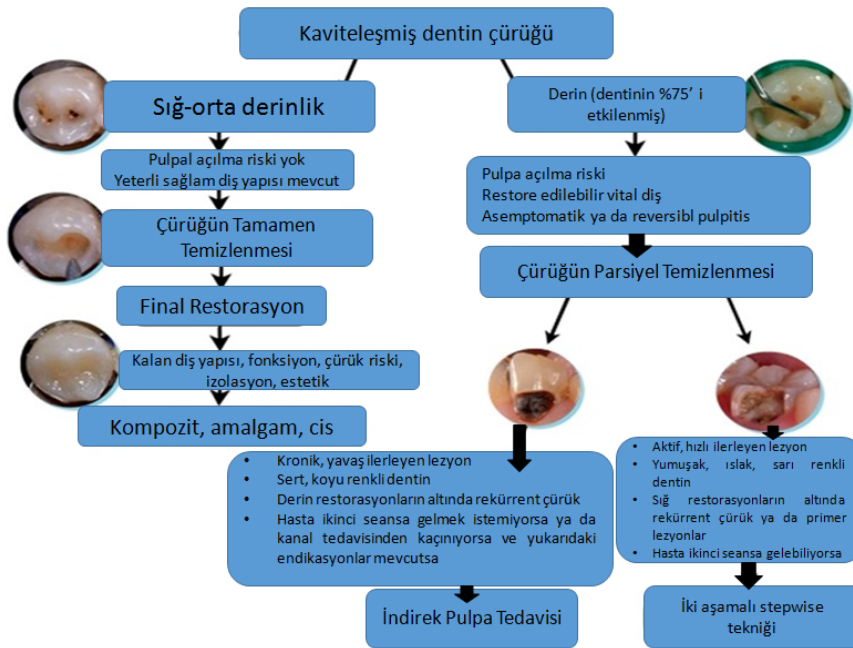 Kaviteleşmiş dentin çürüğü
Sığ-orta derinlik
Pulpal açılma riski yok
Yeterli sağlam diş yapısı mevcut
Çürüğün Tamamen
Temizlenmesi
Final Restorasyon
Kalan diş yapısı, fonksiyon, çürük riski,
izolasyon, estetik
Kompozit, amalgam, cis
Derin (dentinin %75’ i
etkilenmiş)
Pulpa açılma riski
Restore edilebilir vital diş
Asemptomatik ya da reversibl pulpitis
Çürüğün Parsiyel Temizlenmesi
• Kronik, yavaş ilerleyen lezyon
• Sert, koyu renkli dentin
• Derin restorasyonların altında rekürrent çürük
• Hasta ikinci seansa gelmek istemiyorsa ya da
kanal tedavisinden kaçınıyorsa ve yukarıdaki
endikasyonlar mevcutsa
İndirek Pulpa Tedavisi
• Aktif, hızlı ilerleyen lezyon
• Yumuşak, ıslak, sarı renkli
dentin
• Sığ restorasyonların altında
rekürrent çürük ya da primer
lezyonlar
• Hasta ikinci seansa gelebiliyorsa
İki aşamalı stepwise
tekniği